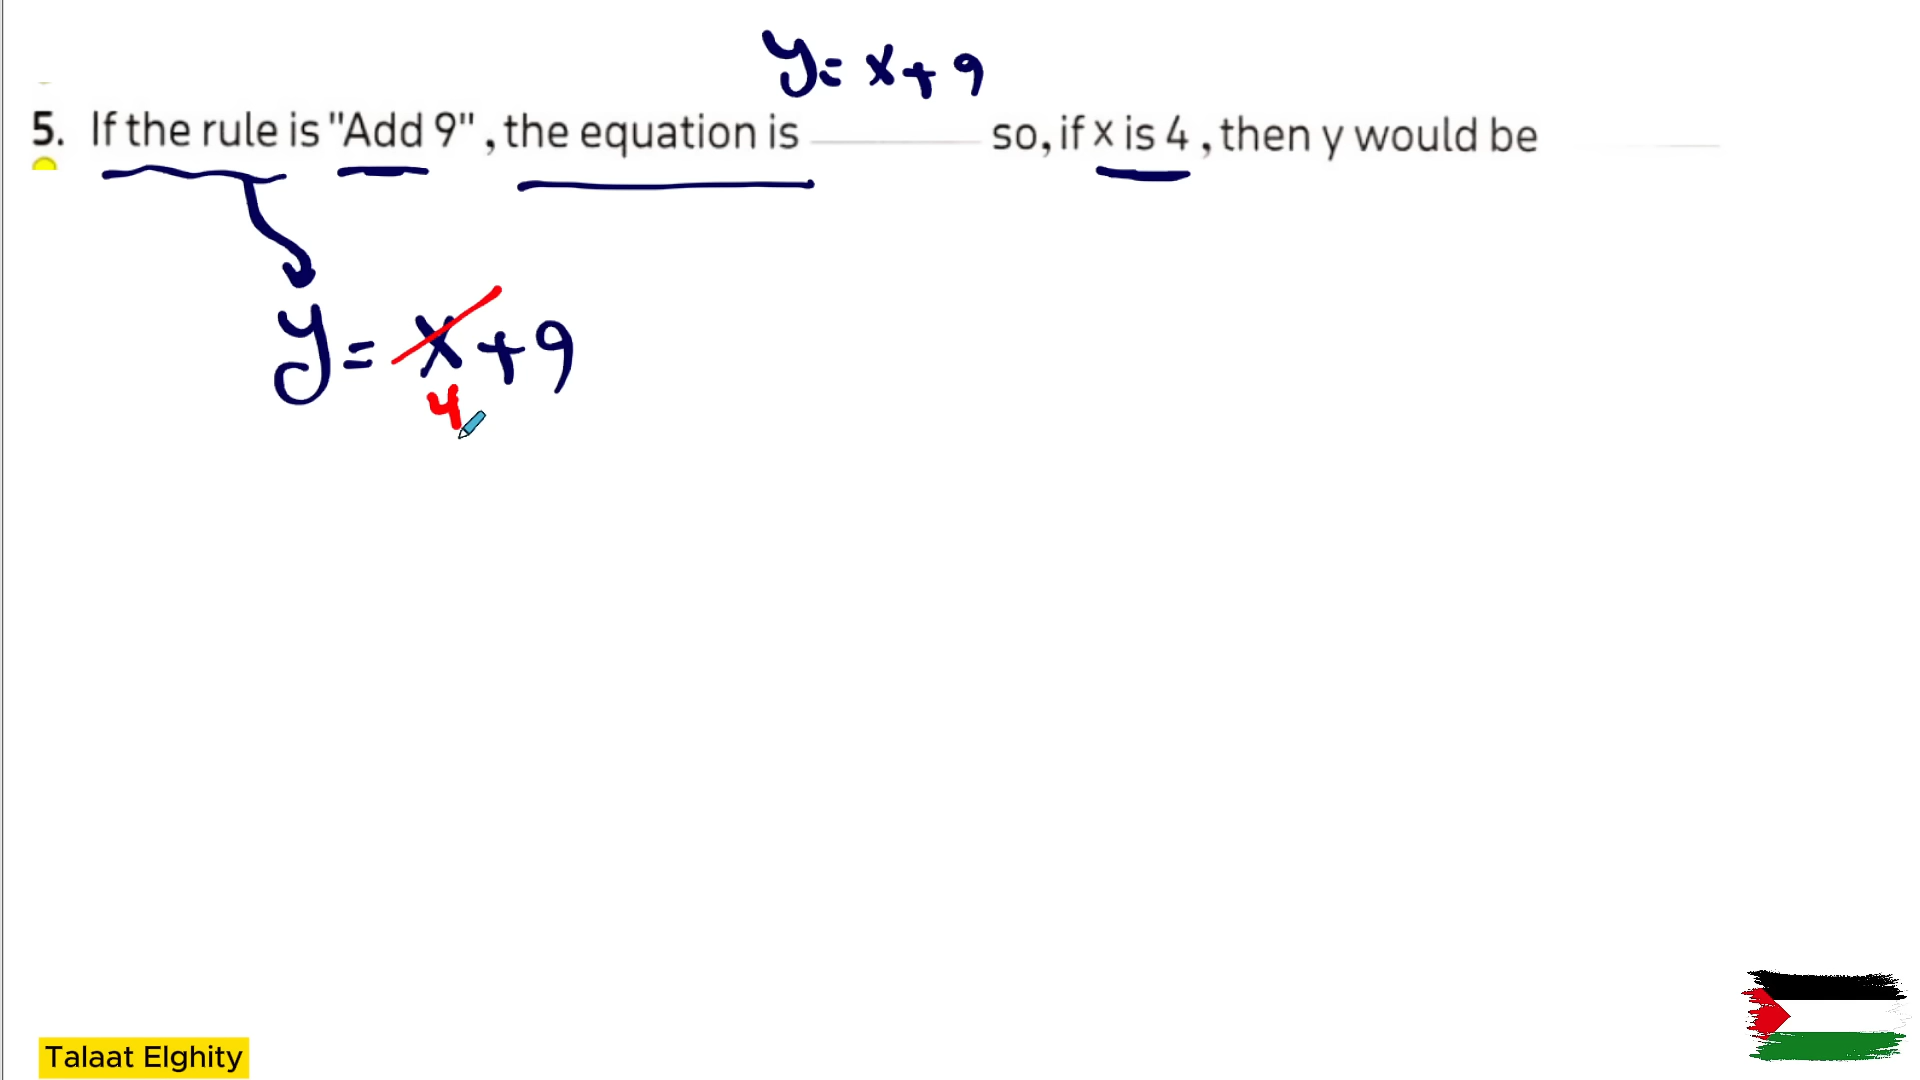 y = x + 9
5. If the rule is "Add 9", the equation is so, if x is 4, then y would be
y = x + 9
4
Talaat Elghity